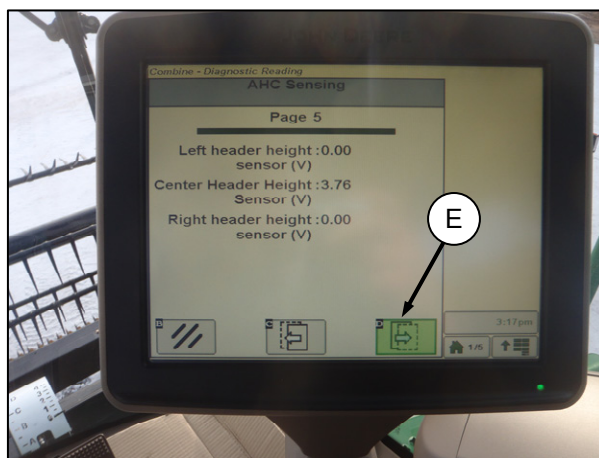 Combine - Diagnostic Reading
AHC Sensing
Page 5
Left header height :0.00
sensor (V)
Center Header Height :3.76
Sensor (V)
Right header height :0.00
sensor (V)
E
B
C
D
3:17pm
1/5
C
B
A